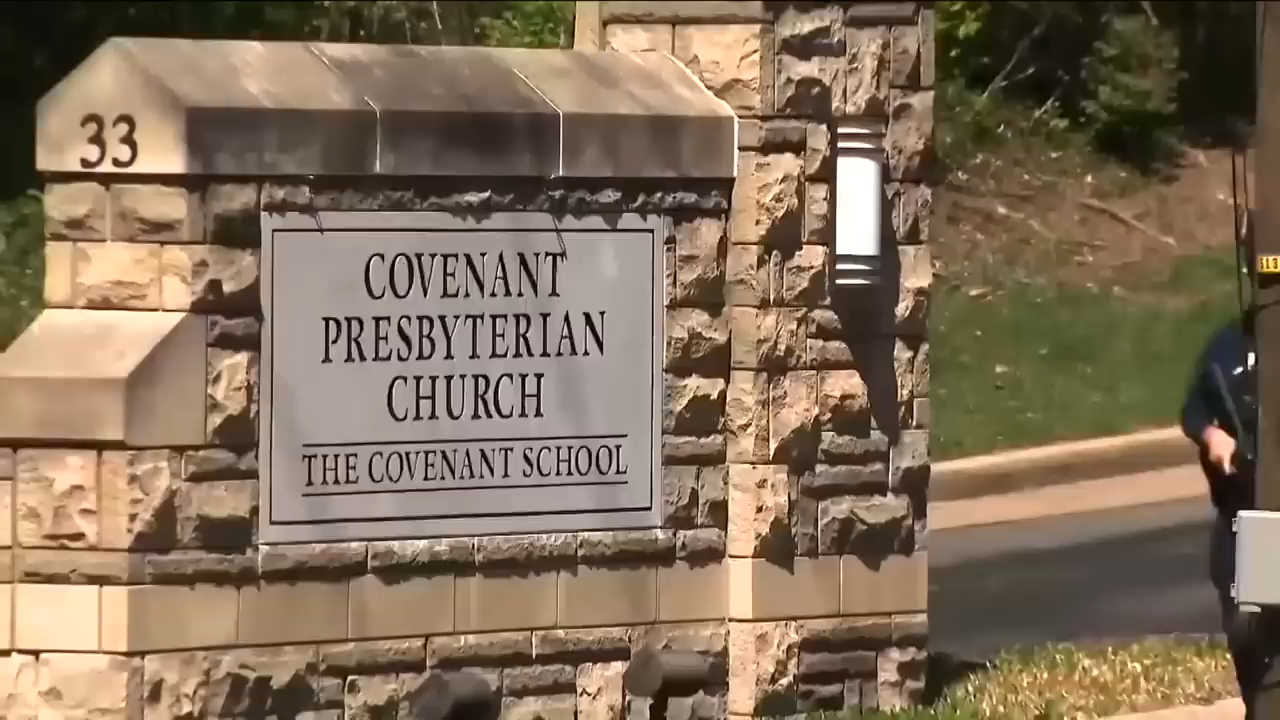 33
COVENANT
PRESBYTERIAN
CHURCH
THE COVENANT SCHOOL